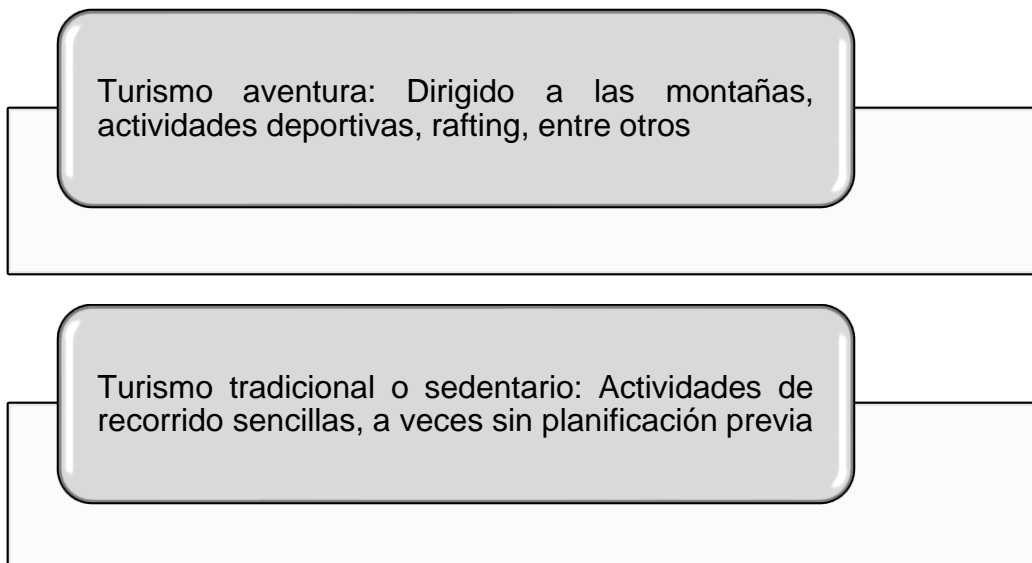 Turismo aventura: Dirigido a las montañas,
actividades deportivas, rafting, entre otros
Turismo tradicional o sedentario: Actividades de
recorrido sencillas, a veces sin planificación previa